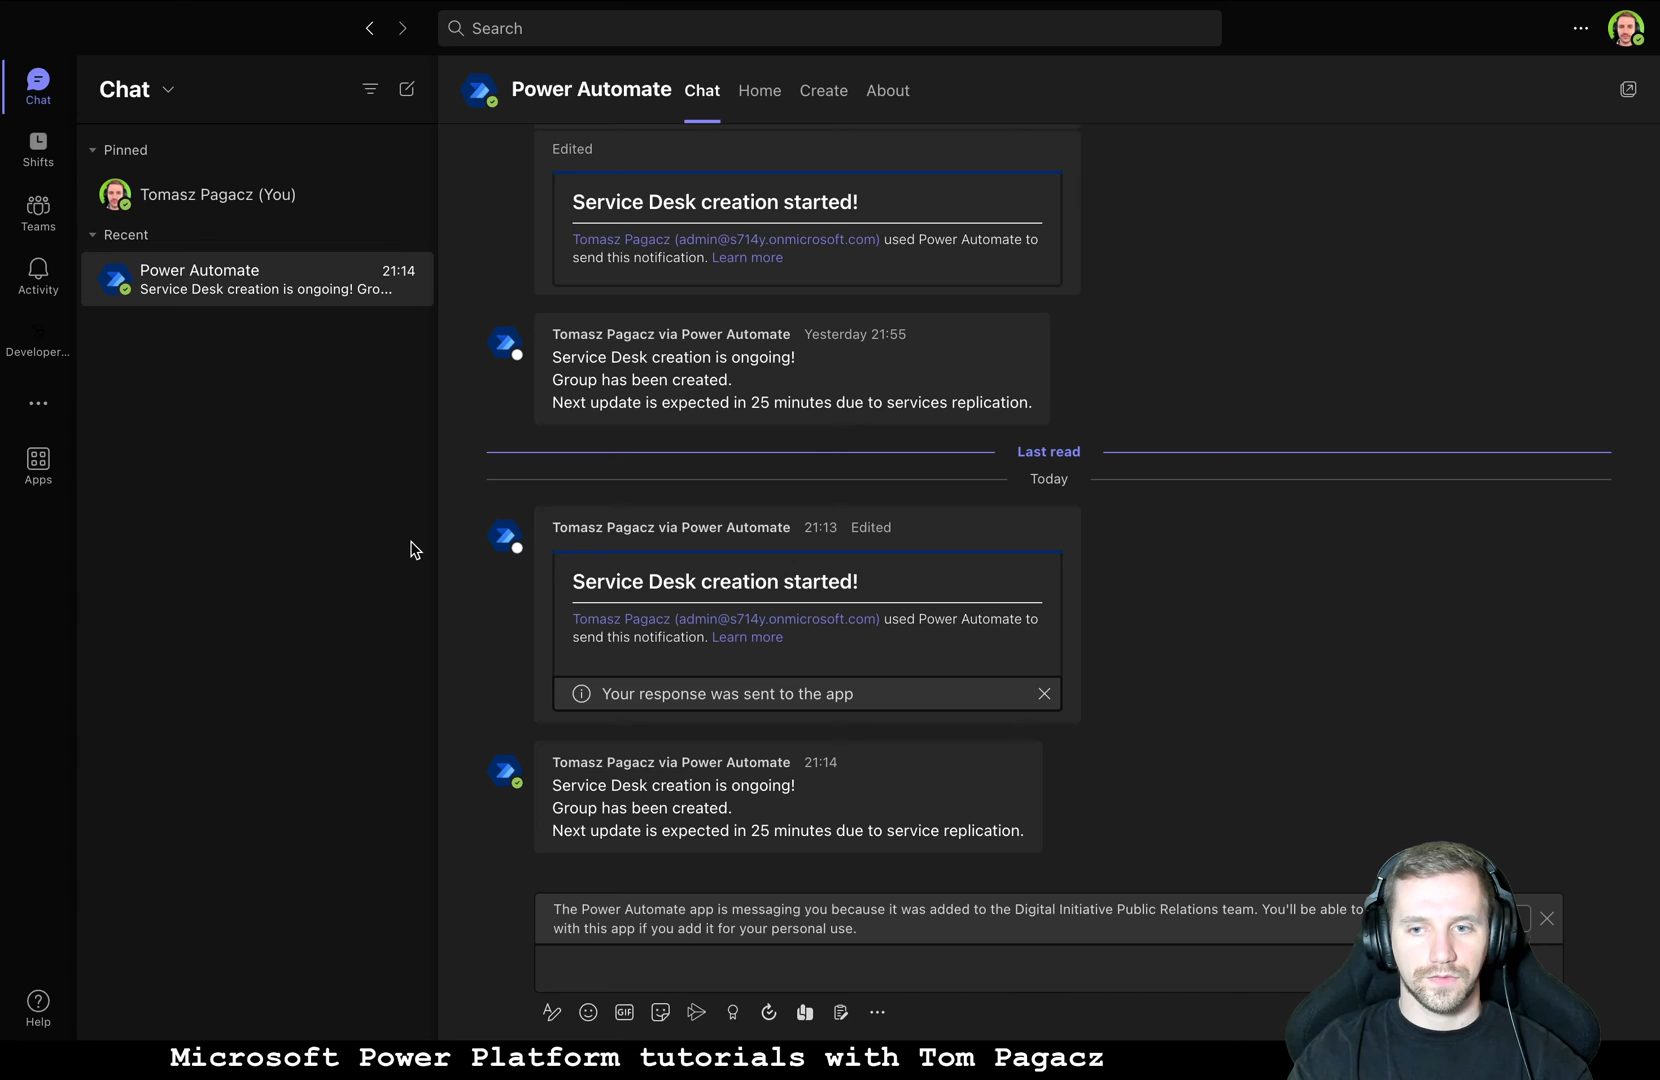 Search
Chat
Shifts
Teams
Activity
Developer...
Apps
Help
Chat
Pinned
Tomasz Pagacz (You)
Recent
Power Automate 21:14
Service Desk creation is ongoing! Gro...
Power Automate Chat Home Create About
Edited
Service Desk creation started!
Tomasz Pagacz (admin@s714y.onmicrosoft.com) used Power Automate to
send this notification. Learn more
Tomasz Pagacz via Power Automate Yesterday 21:55
Service Desk creation is ongoing!
Group has been created.
Next update is expected in 25 minutes due to services replication.
Last read
Today
Tomasz Pagacz via Power Automate 21:13 Edited
Service Desk creation started!
Tomasz Pagacz (admin@s714y.onmicrosoft.com) used Power Automate to
send this notification. Learn more
Your response was sent to the app
Tomasz Pagacz via Power Automate 21:14
Service Desk creation is ongoing!
Group has been created.
Next update is expected in 25 minutes due to service replication.
The Power Automate app is messaging you because it was added to the Digital Initiative Public Relations team. You'll be able to
with this app if you add it for your personal use.
GIF
Microsoft Power Platform tutorials with Tom Pagacz